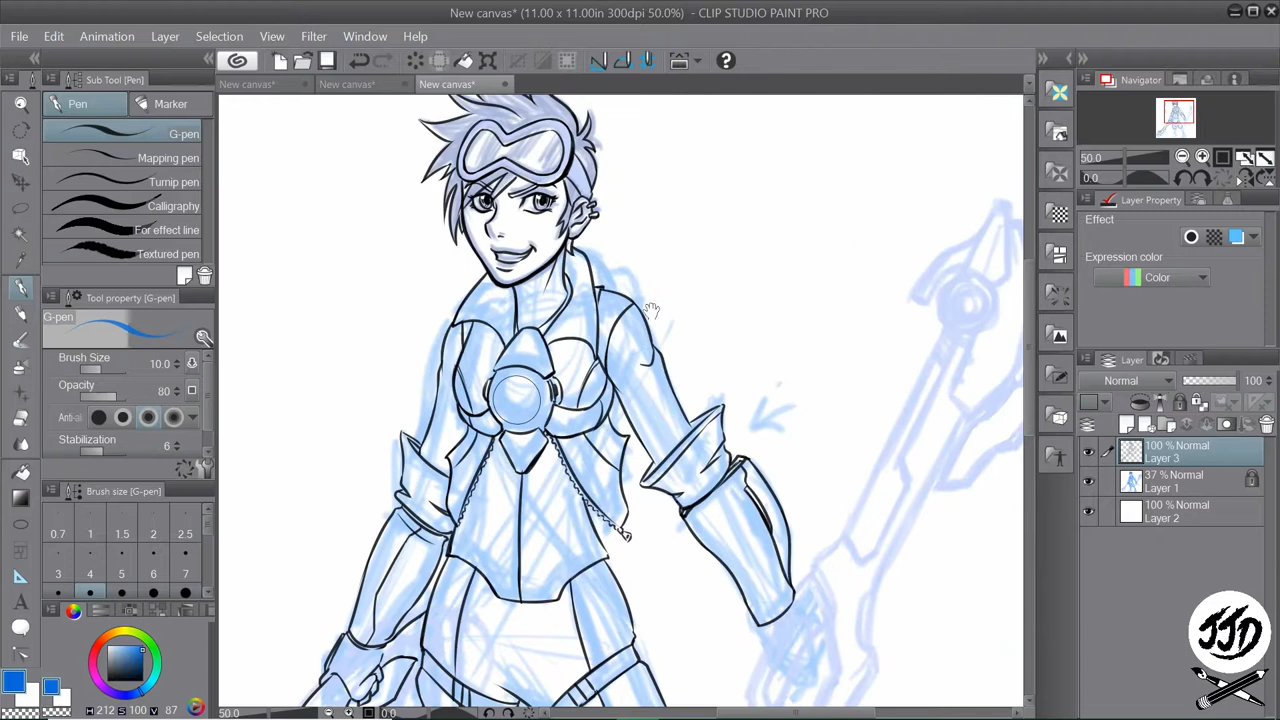 New canvas* (11.00 x 11.00in 300dpi 50.0%) - CLIP STUDIO PAINT PRO
File Edit Animation Layer Selection View Filter Window Help
Sub Tool [Pen]
New canvas* New canvas* New canvas*
Navigator
Pen Marker
G-pen
Mapping pen
Turnip pen
Calligraphy
For effect line
Textured pen
50.0
0.0
Layer Property
Effect
Expression color
Color
Tool property [G-pen]
G-pen
Brush Size 10.0
Opacity 80
Anti-al
Stabilization 6
Layer
Normal 100
100 % Normal
Layer 3
37 % Normal
Layer 1
100 % Normal
Layer 2
Brush size [G-pen]
0.7 1 1.5 2 2.5
3 4 5 6 7
H 212 S 100 V 87
50.0 0.0
JJD